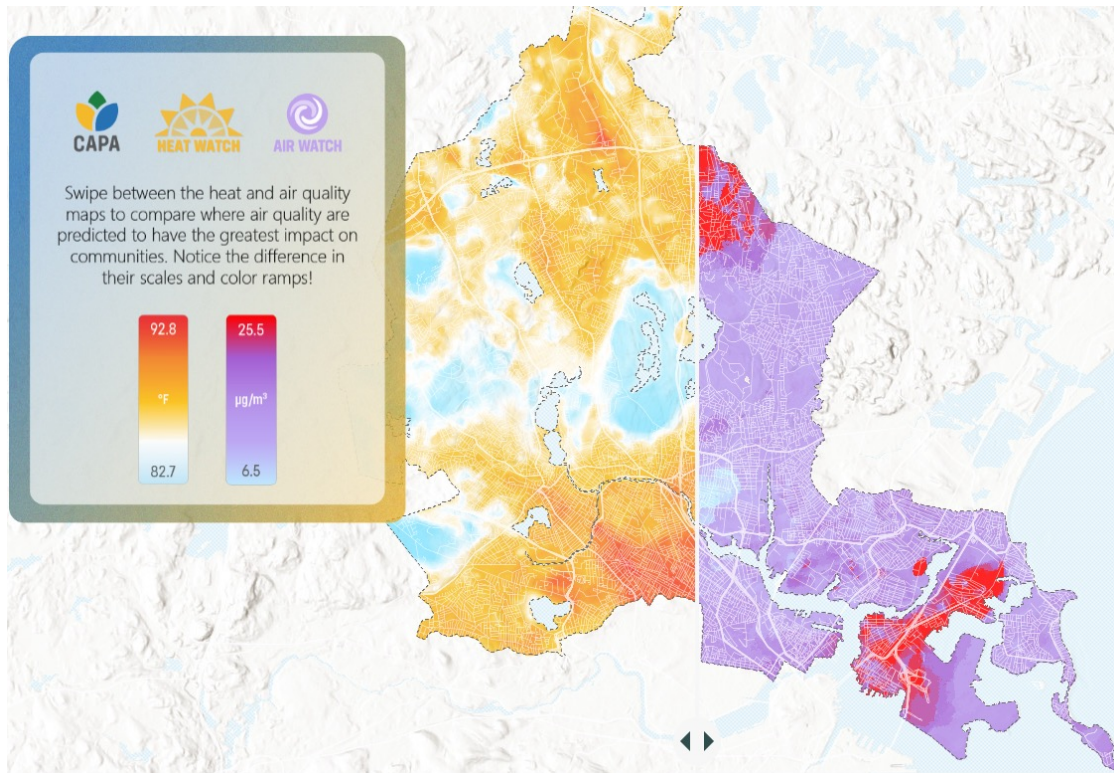 CAPA
HEAT WATCH
AIR WATCH
Swipe between the heat and air quality
maps to compare where air quality are
predicted to have the greatest impact on
communities. Notice the difference in
their scales and color ramps!
92.8
°F
82.7
25.5
µg/m³
6.5